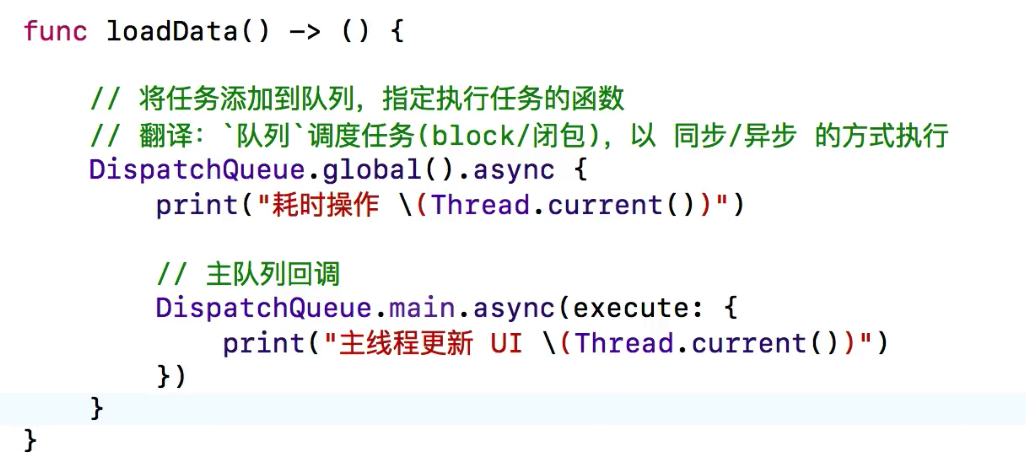 func loadData() -> () {
// 将任务添加到队列，指定执行任务的函数
// 翻译：`队列`调度任务(block/闭包)，以 同步/异步 的方式执行
DispatchQueue.global().async {
print("耗时操作 \(Thread.current())")
// 主队列回调
DispatchQueue.main.async(execute: {
print("主线程更新 UI \(Thread.current())")
})
}
}